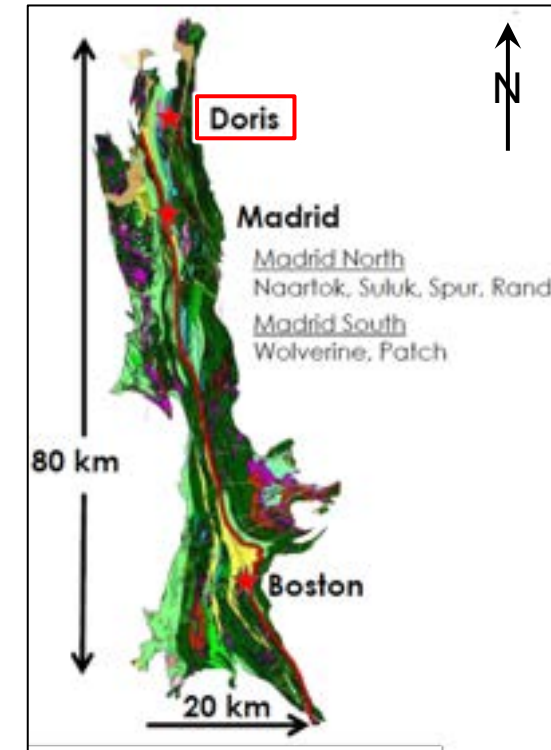 N
Doris
Madrid
Madrid North
Naartok, Suluk, Spur, Rand
Madrid South
Wolverine, Patch
80 km
Boston
20 km